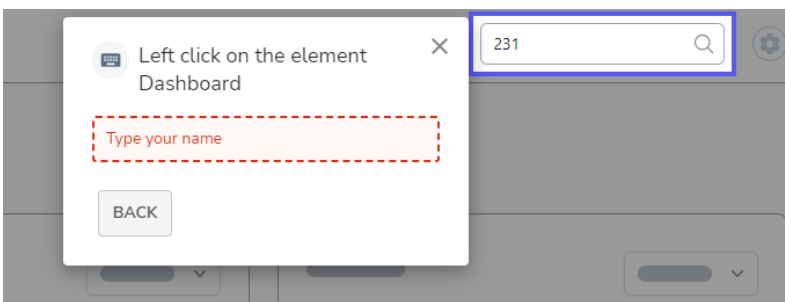 Left click on the element
Dashboard
Type your name
BACK
231